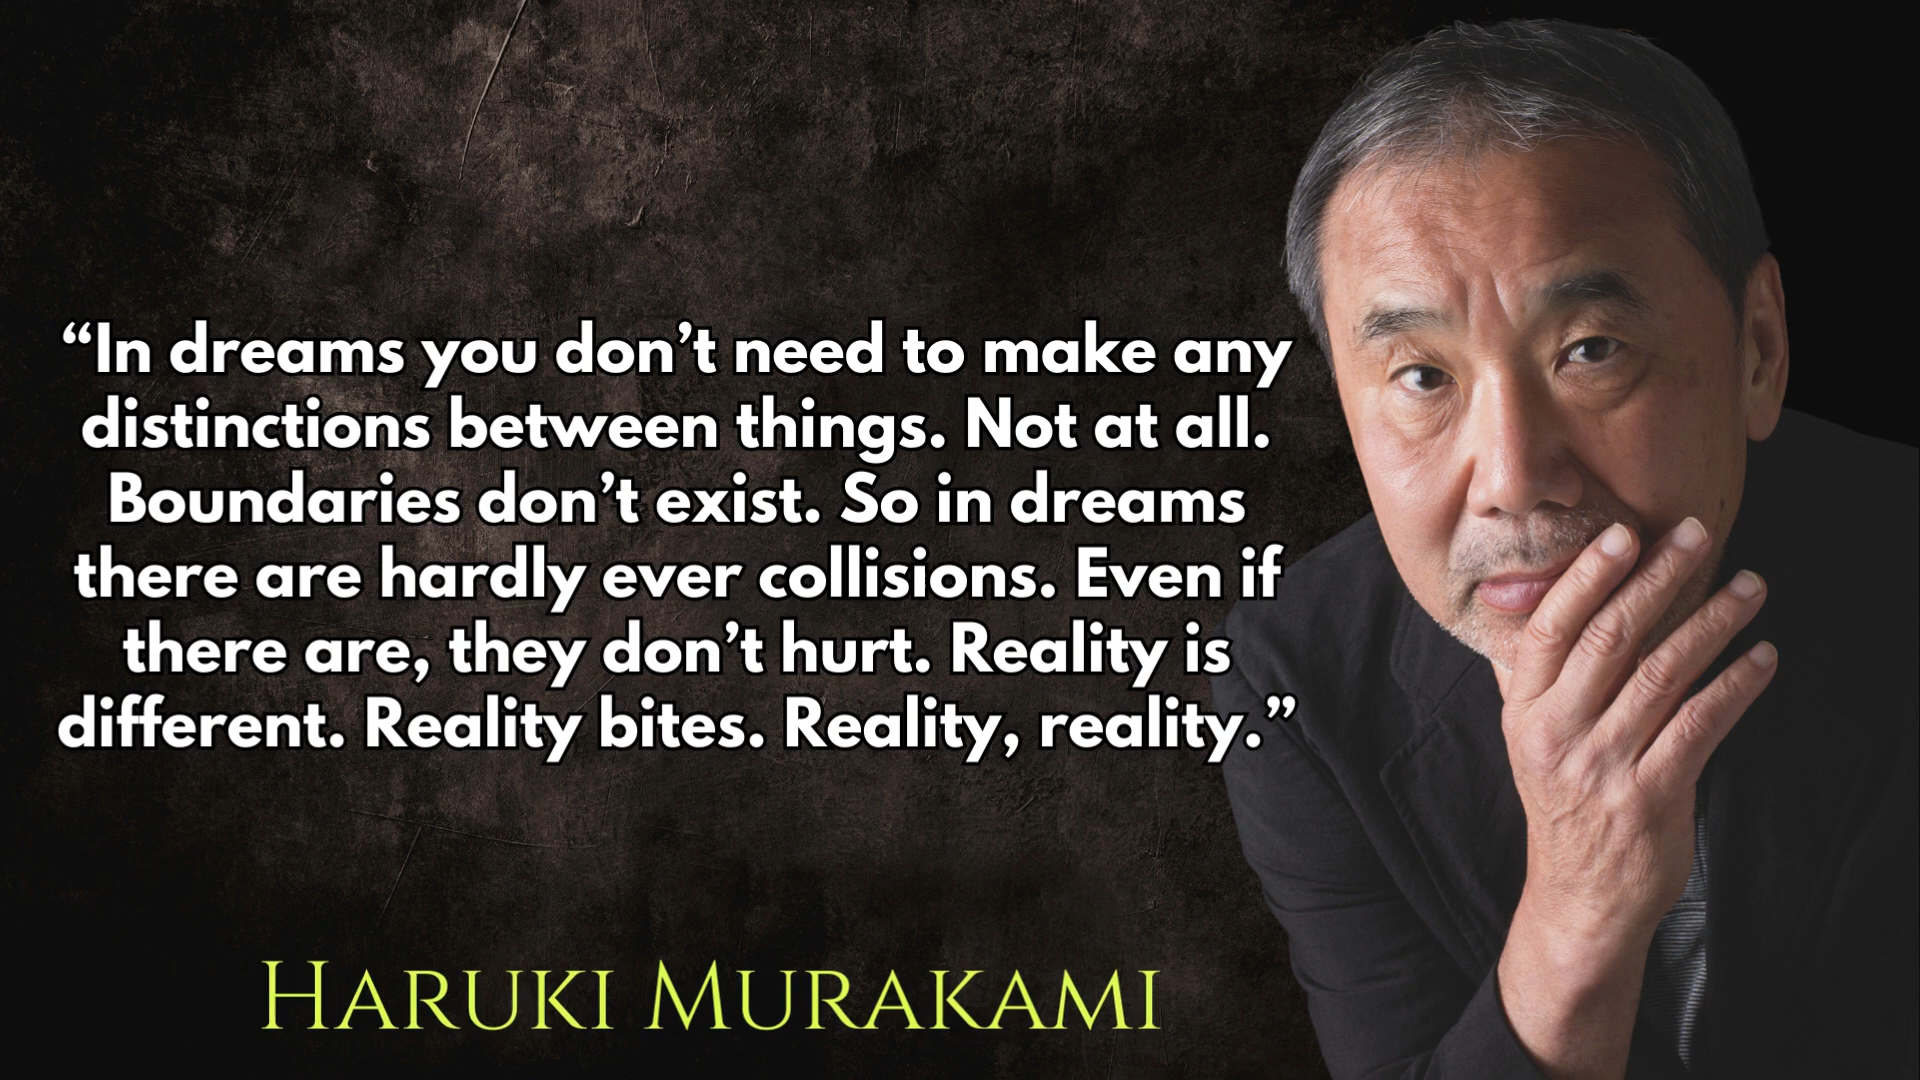 “In dreams you don’t need to make any
distinctions between things. Not at all.
Boundaries don’t exist. So in dreams
there are hardly ever collisions. Even if
there are, they don’t hurt. Reality is
different. Reality bites. Reality, reality.”
Haruki Murakami